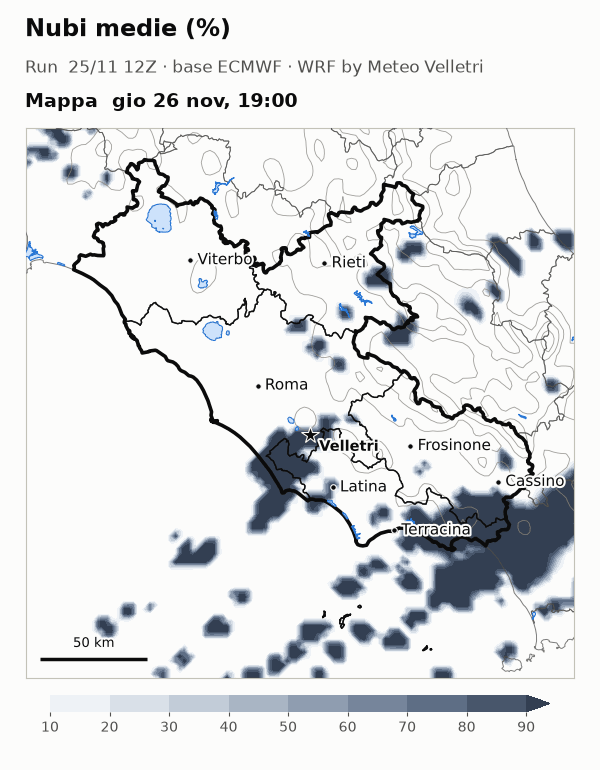 Nubi medie (%)
Run 25/11 12Z · base ECMWF · WRF by Meteo Velletri
Mappa gio 26 nov, 19:00
Viterbo
Rieti
Roma
Velletri
Frosinone
Latina
Cassino
Terracina
50 km
10 20 30 40 50 60 70 80 90